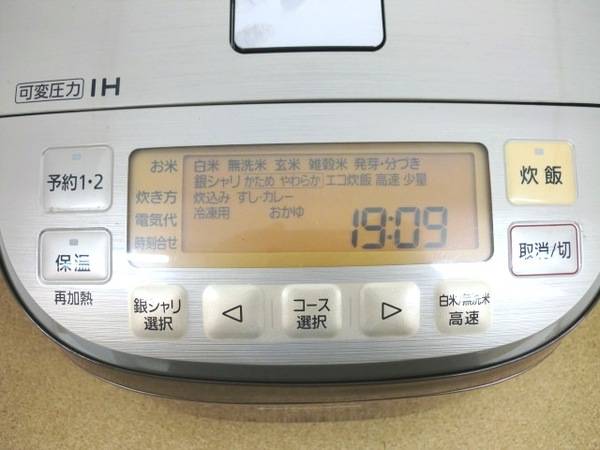 可変圧力 IH
予約1・2
保温
再加熱
お米 白米 無洗米 玄米 雑穀米 発芽・分づき
銀シャリ かため やわらか エコ炊飯 高速 少量
炊き方 炊込み すし・カレー
電気代 冷凍用 おかゆ
時刻合せ 19:09
炊飯
取消/切
銀シャリ
選択
◁
コース
選択
▷
白米/無洗米
高速